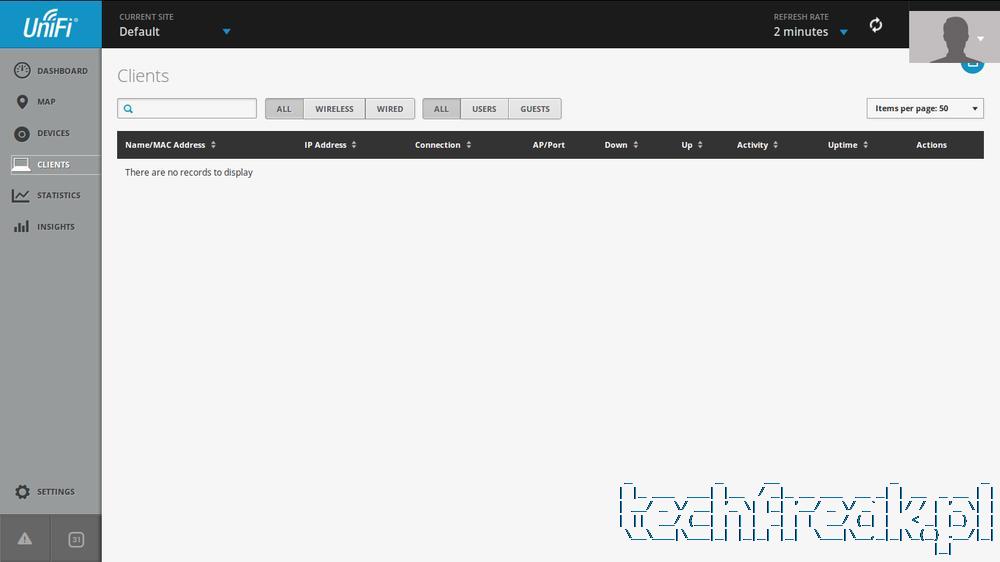 UniFi
CURRENT SITE
Default
REFRESH RATE
2 minutes
DASHBOARD
MAP
DEVICES
CLIENTS
STATISTICS
INSIGHTS
SETTINGS
31
Clients
ALL WIRELESS WIRED ALL USERS GUESTS
Items per page: 50
Name/MAC Address IP Address Connection AP/Port Down Up Activity Uptime Actions
There are no records to display
techfreak.pl